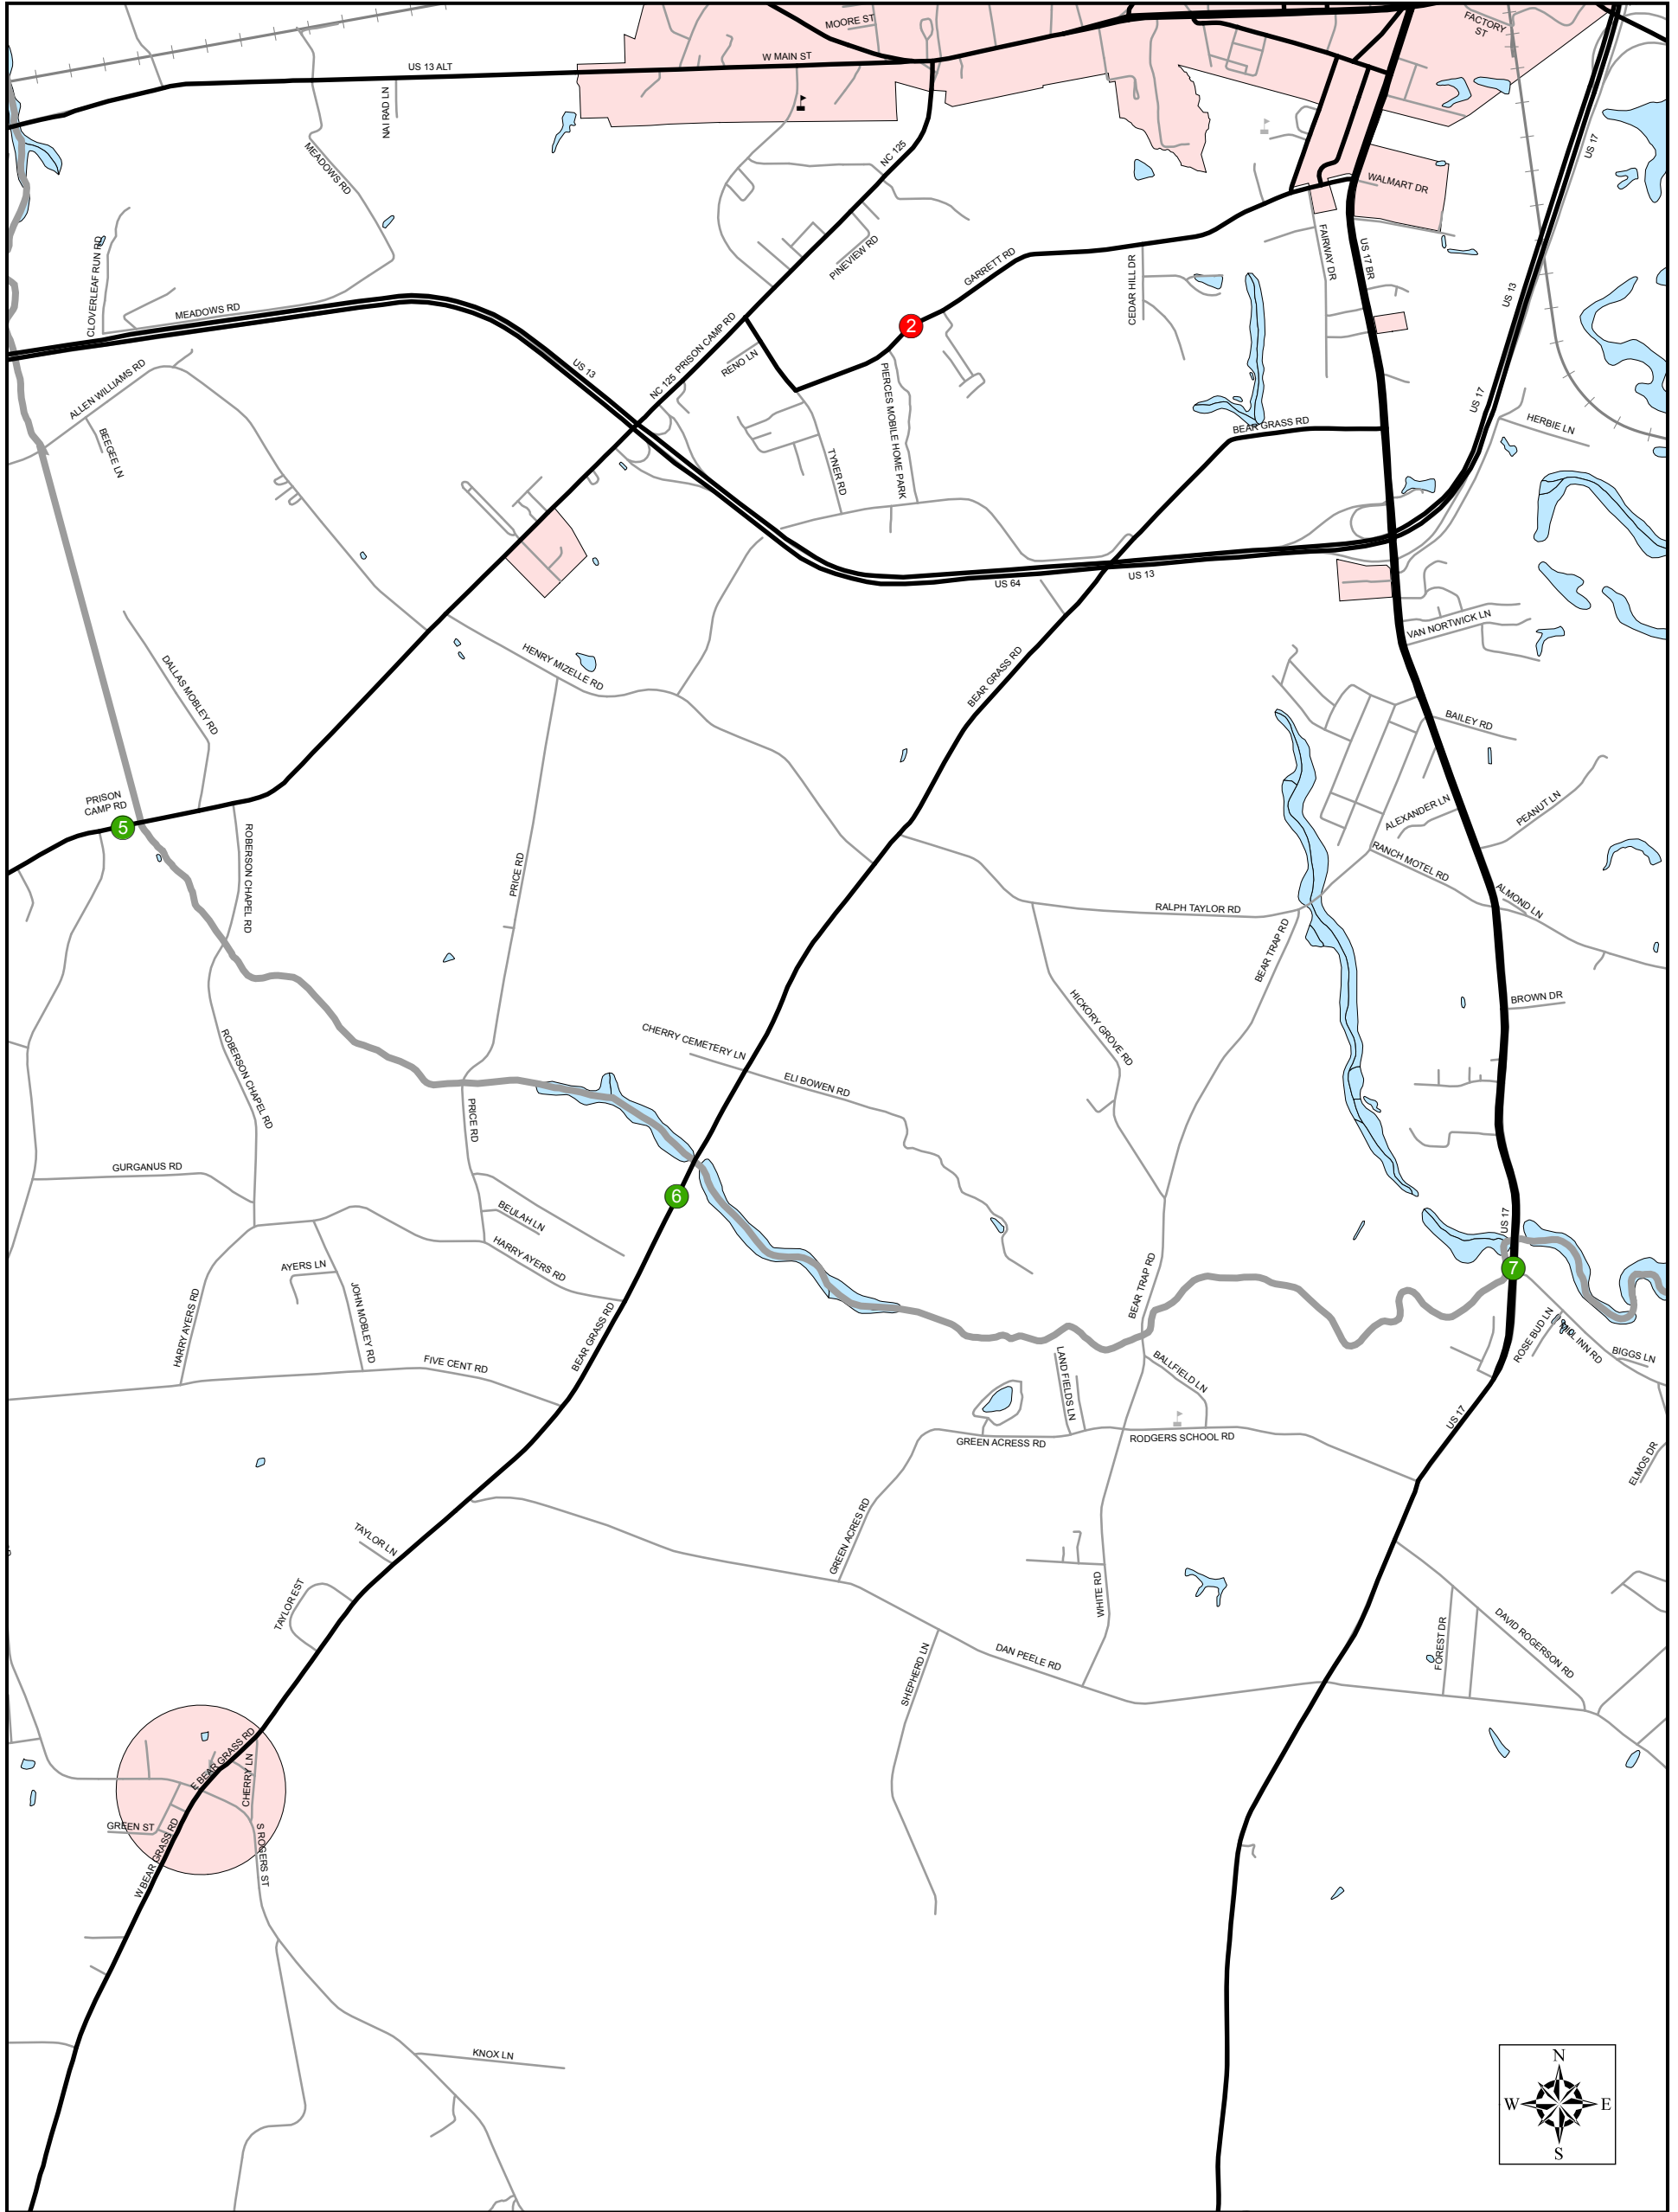 MOORE ST
FACTORY
ST
W MAIN ST
US 13 ALT
NAI RAD LN
MEADOWS RD
NC 125
US 17
WALMART DR
CLOVERLEAF RUN RD
PINEVIEW RD
GARRETT RD
CEDAR HILL DR
FAIRWAY DR
US 17 BR
US 13
MEADOWS RD
2
NC 125 PRISON CAMP RD
RENO LN
US 13
ALLEN WILLIAMS RD
PIERCES MOBILE HOME PARK
US 17
BEAR GRASS RD
HERBIE LN
BEEGEE LN
TYNER RD
US 64
US 13
VAN NORTWICK LN
HENRY MIZELLE RD
DALLAS MOBLEY RD
BEAR GRASS RD
BAILEY RD
PRISON
CAMP RD
5
ALEXANDER LN
PEANUT LN
ROBERSON CHAPEL RD
PRICE RD
RANCH MOTEL RD
ALMOND LN
RALPH TAYLOR RD
BEAR TRAP RD
HICKORY GROVE RD
BROWN DR
CHERRY CEMETERY LN
ELI BOWEN RD
ROBERSON CHAPEL RD
PRICE RD
GURGANUS RD
6
BEULAH LN
US 17
HARRY AYERS RD
AYERS LN
7
BEAR TRAP RD
HARRY AYERS RD
JOHN MOBLEY RD
BEAR GRASS RD
ROSE BUD LN
INN RD
BIGGS LN
FIVE CENT RD
LAND FIELDS LN
BALLFIELD LN
US 17
GREEN ACRESS RD
RODGERS SCHOOL RD
ELMOS DR
GREEN ACRES RD
TAYLOR LN
TAYLOR EST
WHITE RD
SHEPHERD LN
DAN PEELE RD
FOREST DR
DAVID ROGERSON RD
E BEAR GRASS RD
CHERRY LN
GREEN ST
W BEAR GRASS RD
S ROGERS ST
KNOX LN
N
W
E
S